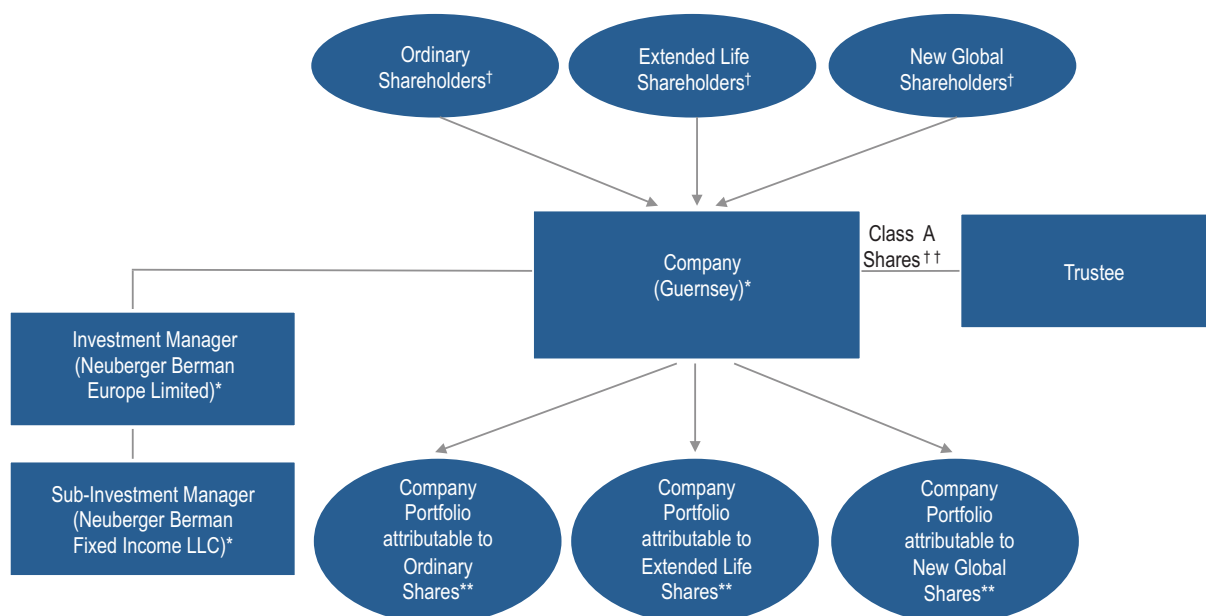 Ordinary
Shareholders†
Extended Life
Shareholders†
New Global
Shareholders†
Company
(Guernsey)*
Class A
Shares††
Trustee
Investment Manager
(Neuberger Berman
Europe Limited)*
Sub-Investment Manager
(Neuberger Berman
Fixed Income LLC)*
Company
Portfolio
attributable to
Ordinary
Shares**
Company
Portfolio
attributable to
Extended Life
Shares**
Company
Portfolio
attributable to
New Global
Shares**